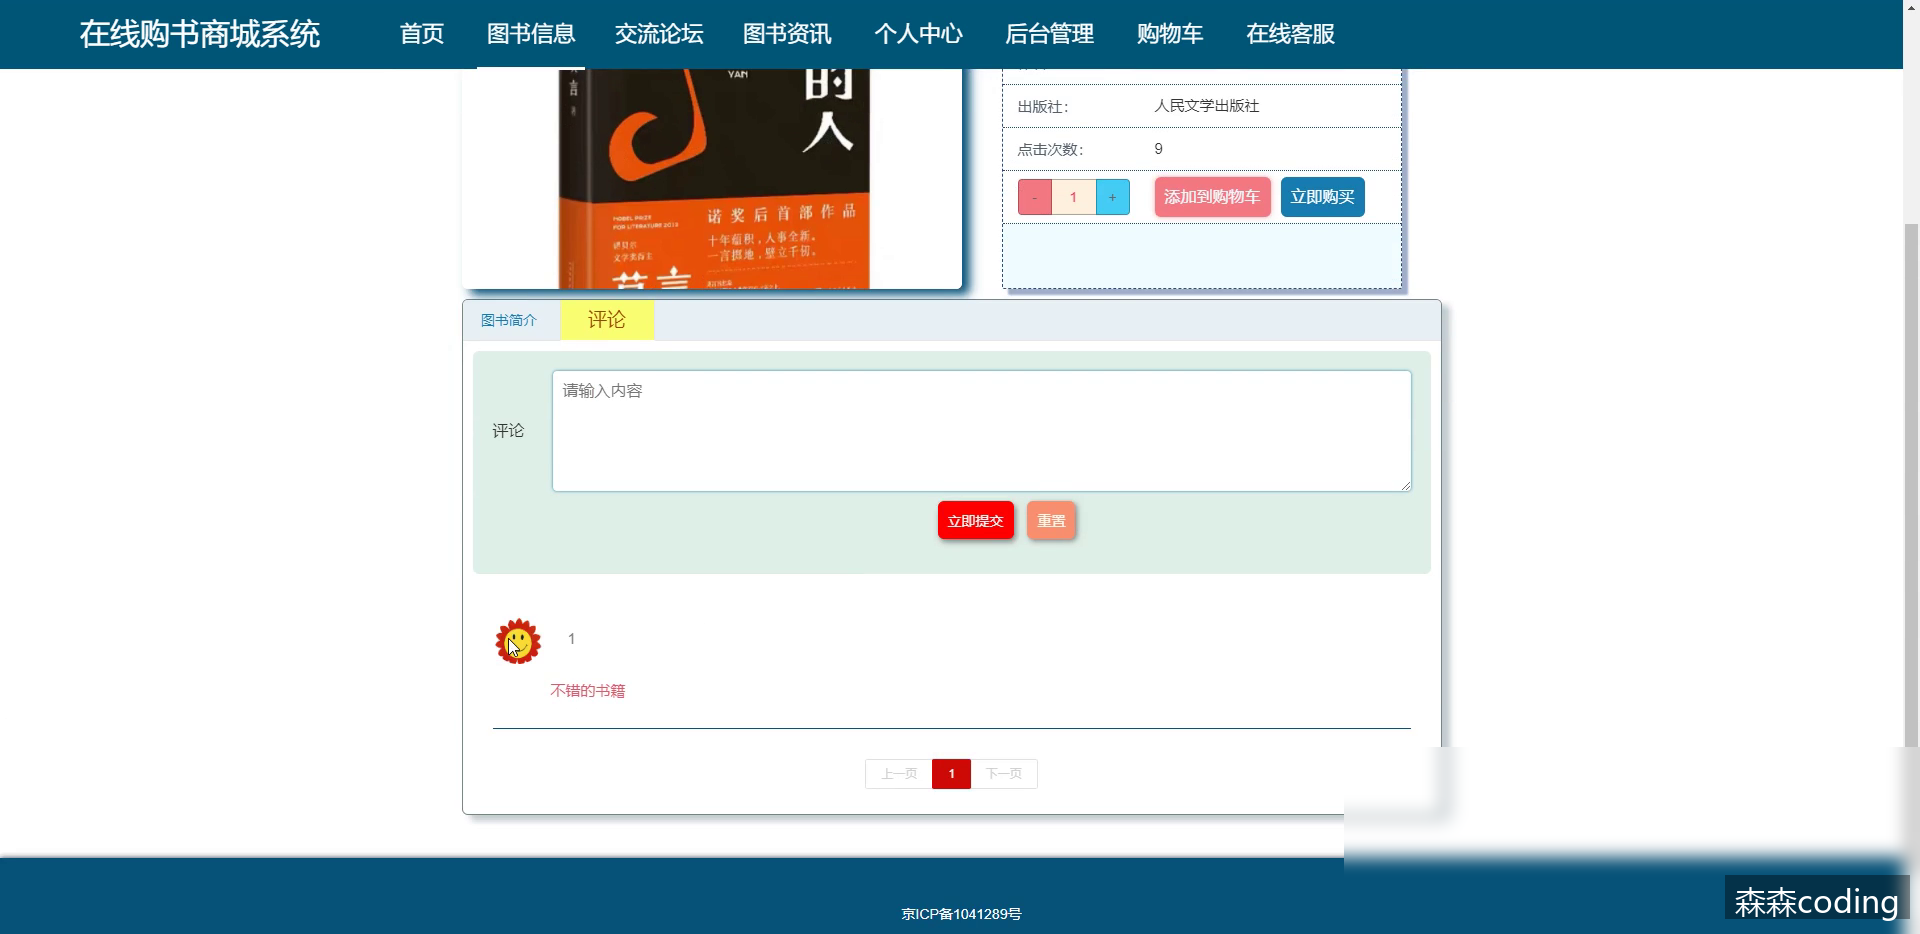 在线购书商城系统 首页 图书信息 交流论坛 图书资讯 个人中心 后台管理 购物车 在线客服
言
著
YAN
的
人
NOBEL PRIZE
FOR LITERATURE 2012
诺贝尔
文学奖得主
诺奖后首部作品
十年蕴积，人事全新。
一言掷地，壁立千仞。
莫言
出版社： 人民文学出版社
点击次数： 9
- 1 + 添加到购物车 立即购买
图书简介 评论
评论 请输入内容
立即提交 重置
1
不错的书籍
上一页 1 下一页
京ICP备1041289号
森森coding